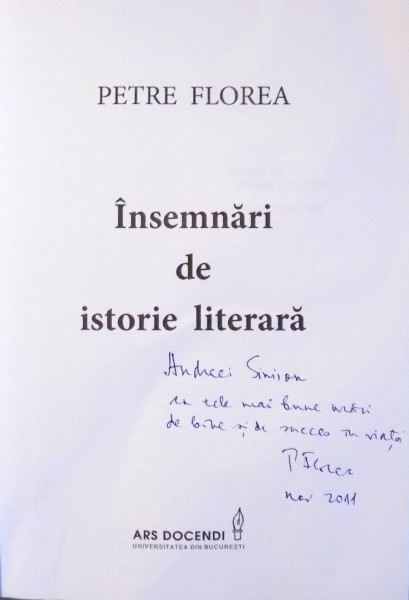 PETRE FLOREA
Însemnări
de
istorie literară
Andreei Simion
cu cele mai bune urări
de bine și de succes în viață
P Florea
nov 2011
ARS DOCENDI
UNIVERSITATEA DIN BUCUREȘTI